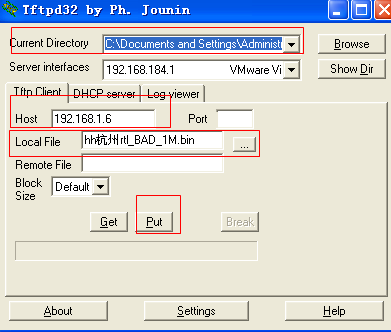 Tftpd32 by Ph. Jounin
Current Directory C:\Documents and Settings\Administ Browse
Server interfaces 192.168.184.1 VMware Vi Show Dir
Tftp Client DHCP server Log viewer
Host 192.168.1.6 Port
Local File hh杭州rtl_BAD_1M.bin ...
Remote File
Block Size Default
Get Put Break
About Settings Help